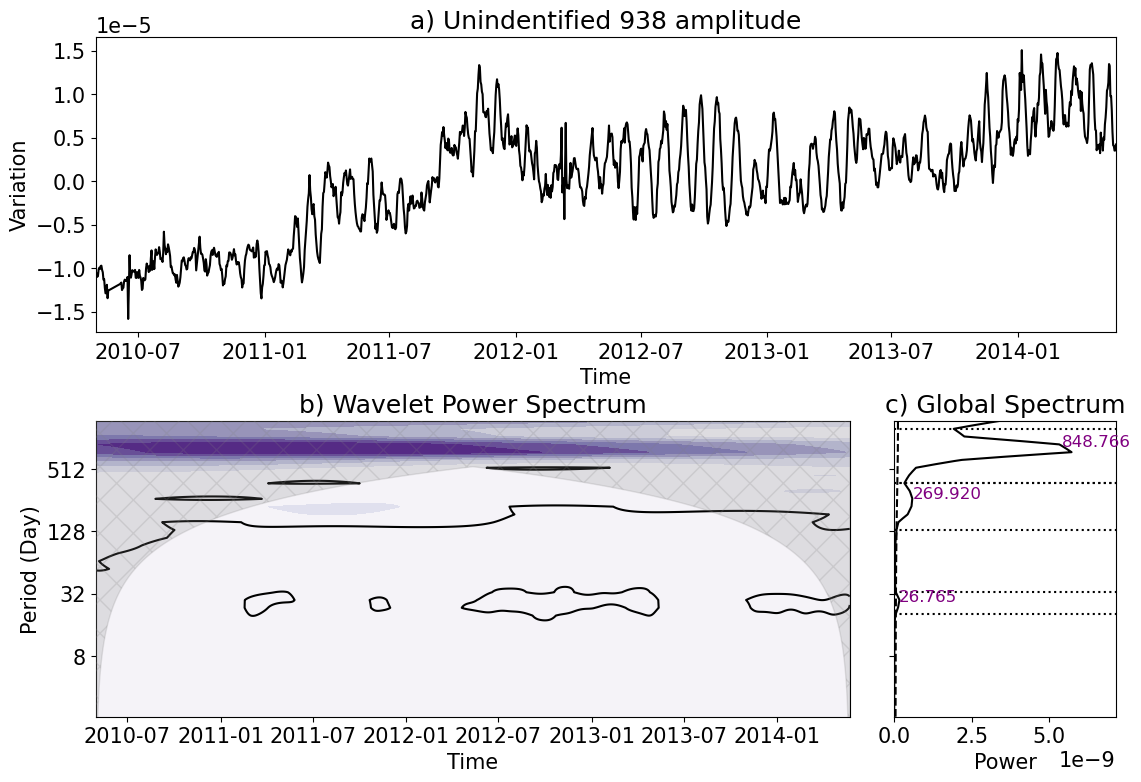 a) Unidentified 938 amplitude
1e−5
1.5
1.0
0.5
0.0
−0.5
−1.0
−1.5
Variation
2010-07 2011-01 2011-07 2012-01 2012-07 2013-01 2013-07 2014-01
Time
b) Wavelet Power Spectrum
512
128
32
8
Period (Day)
2010-07 2011-01 2011-07 2012-01 2012-07 2013-01 2013-07 2014-01
Time
c) Global Spectrum
848.766
269.920
26.765
0.0 2.5 5.0
Power 1e−9